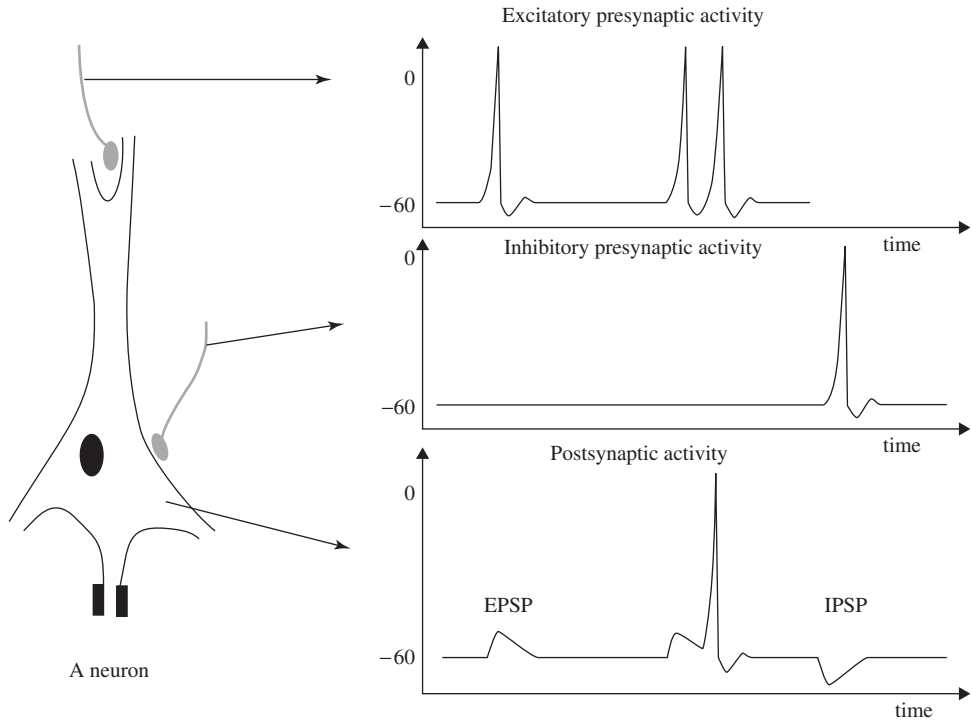 Excitatory presynaptic activity
0
−60
time
Inhibitory presynaptic activity
0
−60
time
Postsynaptic activity
0
EPSP
IPSP
−60
time
A neuron